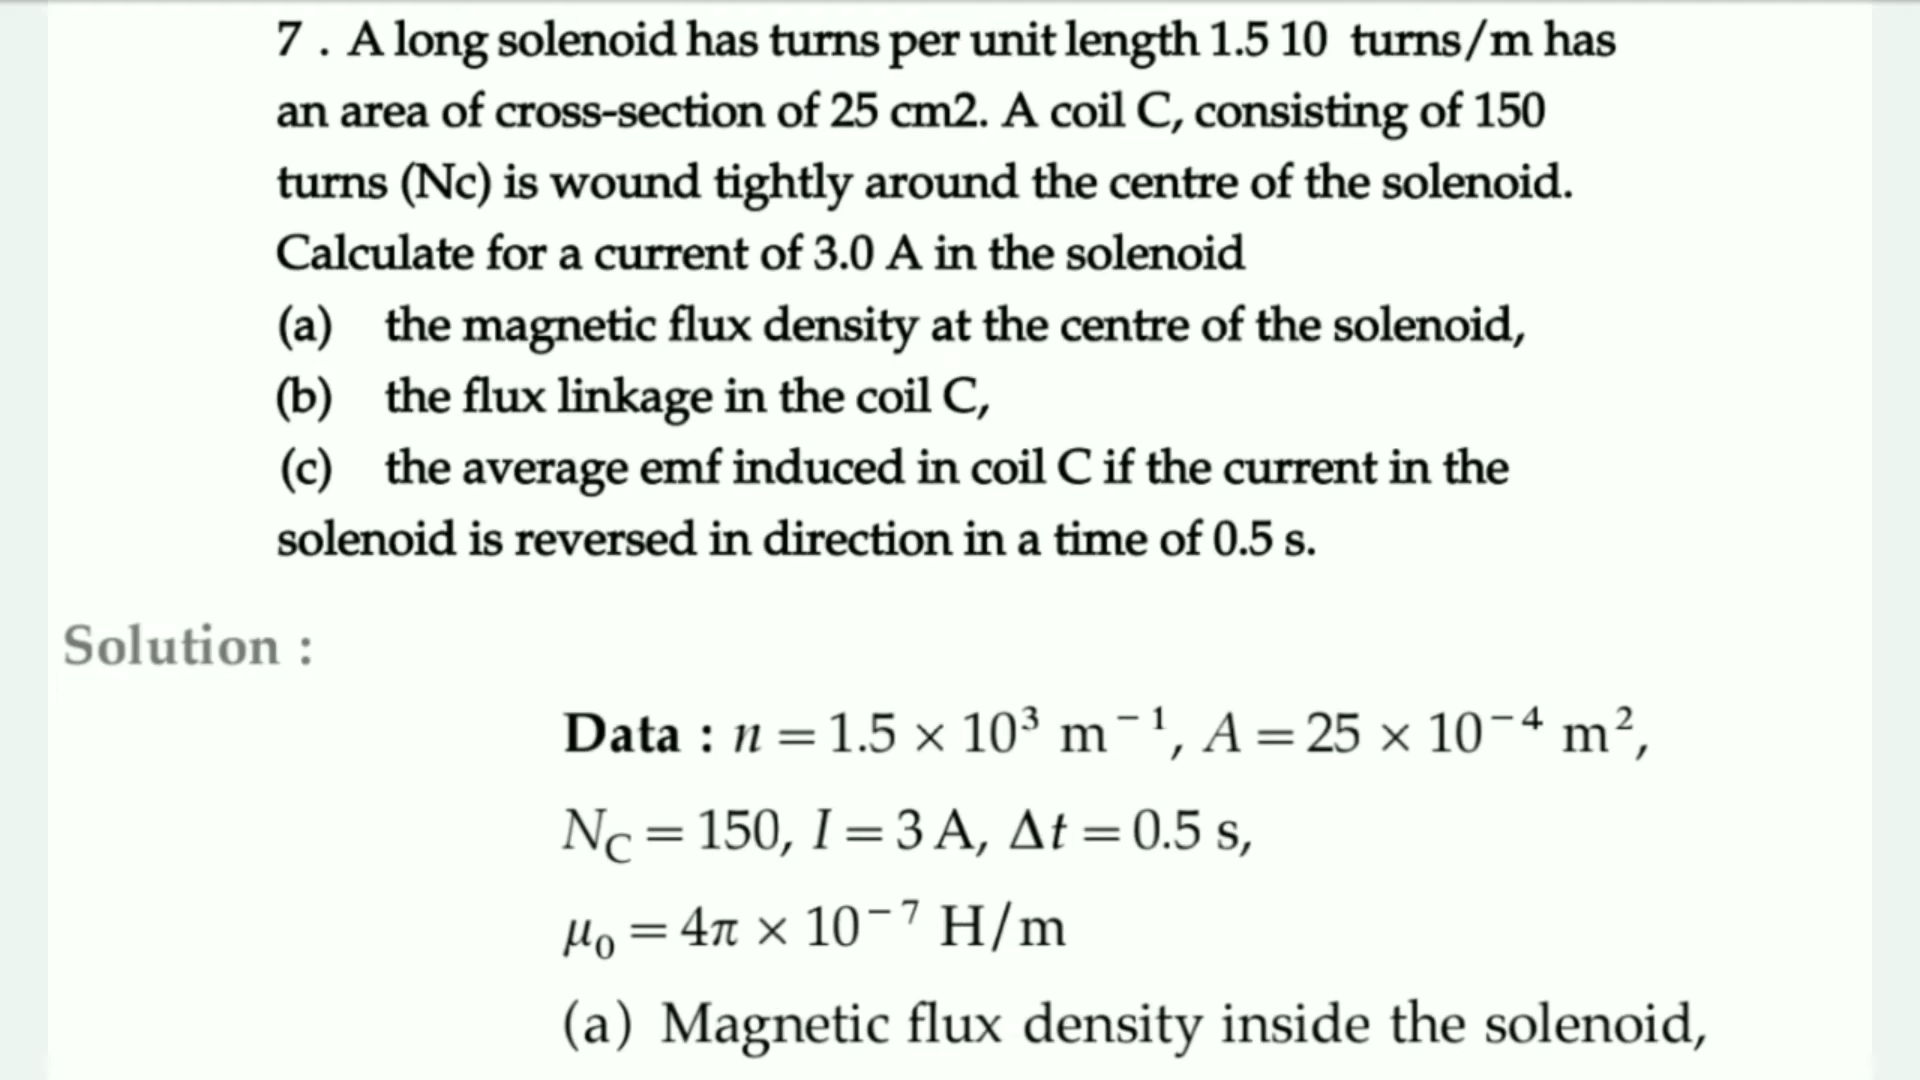 7 . A long solenoid has turns per unit length 1.5 10 turns/m has
an area of cross-section of 25 cm2. A coil C, consisting of 150
turns (Nc) is wound tightly around the centre of the solenoid.
Calculate for a current of 3.0 A in the solenoid
(a) the magnetic flux density at the centre of the solenoid,
(b) the flux linkage in the coil C,
(c) the average emf induced in coil C if the current in the
solenoid is reversed in direction in a time of 0.5 s.
Solution :
Data : n = 1.5 × 10³ m⁻¹, A = 25 × 10⁻⁴ m²,
N_C = 150, I = 3 A, Δt = 0.5 s,
μ₀ = 4π × 10⁻⁷ H/m
(a) Magnetic flux density inside the solenoid,